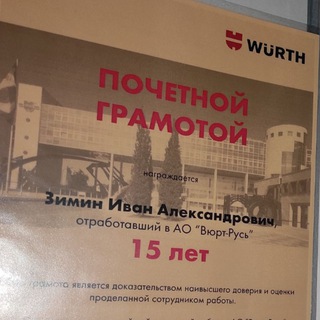 WÜRTH
ПОЧЕТНОЙ
ГРАМОТОЙ
награждается
Зимин Иван Александрович,
отработавший в АО "Вюрт-Русь"
15 лет
грамота является доказательством наивысшего доверия и оценки
проделанной сотрудником работы.